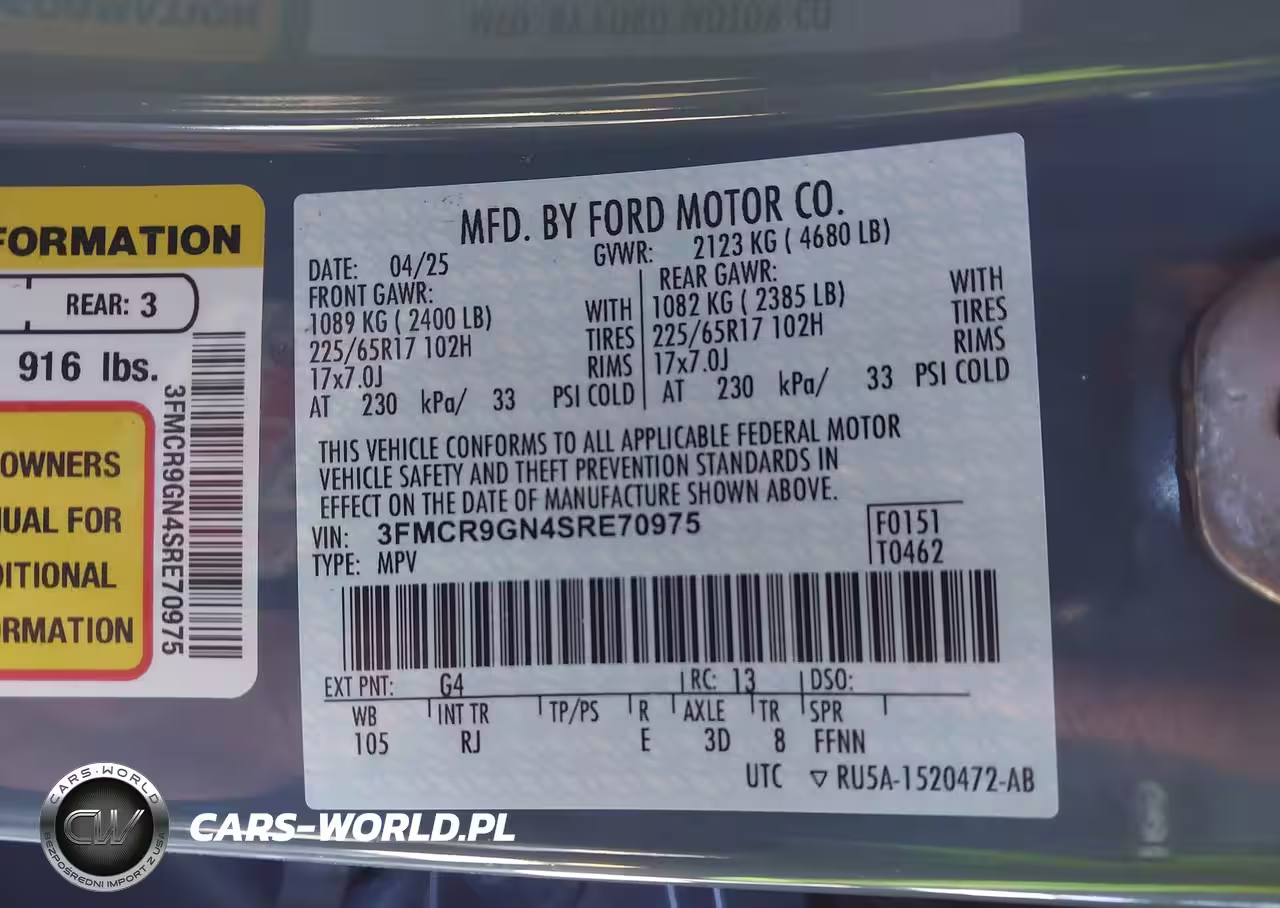 FORMATION
REAR: 3
916 lbs.
3FMCR9GN4SRE70975
OWNERS
UAL FOR
DITIONAL
ORMATION
MFD. BY FORD MOTOR CO.
DATE: 04/25 GVWR: 2123 KG ( 4680 LB)
FRONT GAWR: REAR GAWR:
1089 KG ( 2400 LB) WITH 1082 KG ( 2385 LB) WITH
225/65R17 102H TIRES 225/65R17 102H TIRES
17x7.0J RIMS 17x7.0J RIMS
AT 230 kPa/ 33 PSI COLD AT 230 kPa/ 33 PSI COLD
THIS VEHICLE CONFORMS TO ALL APPLICABLE FEDERAL MOTOR
VEHICLE SAFETY AND THEFT PREVENTION STANDARDS IN
EFFECT ON THE DATE OF MANUFACTURE SHOWN ABOVE.
VIN: 3FMCR9GN4SRE70975 F0151
TYPE: MPV T0462
EXT PNT: G4 RC: 13 DSO:
WB INT TR TP/PS R AXLE TR SPR
105 RJ E 3D 8 FFNN
UTC ▽ RU5A-1520472-AB
CARS-WORLD
CW
BEZPOŚREDNI IMPORT Z USA
CARS-WORLD.PL